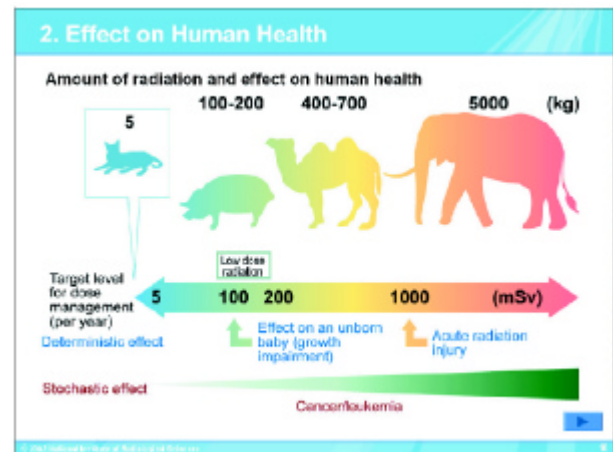 2. Effect on Human Health
Amount of radiation and effect on human health
100-200 400-700 5000 (kg)
5
Low dose
radiation
Target level
for dose
management
(per year)
5 100 200 1000 (mSv)
Deterministic effect
Effect on an unborn
baby (growth
impairment)
Acute radiation
injury
Stochastic effect
Cancer/leukemia